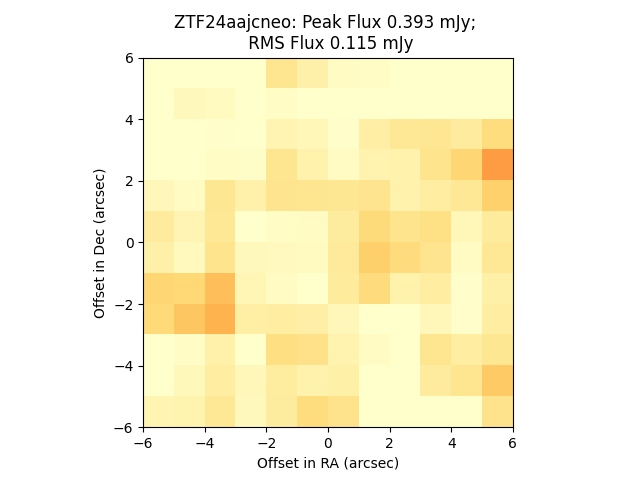 ZTF24aajcneo: Peak Flux 0.393 mJy;
RMS Flux 0.115 mJy
6
4
2
0
−2
−4
−6
Offset in Dec (arcsec)
−6 −4 −2 0 2 4 6
Offset in RA (arcsec)